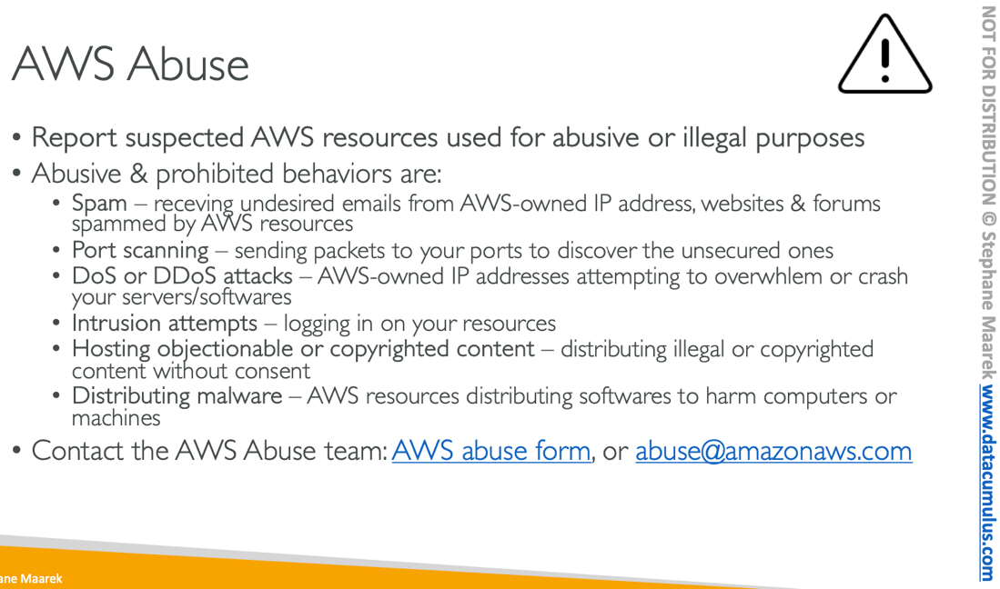 AWS Abuse
• Report suspected AWS resources used for abusive or illegal purposes
• Abusive & prohibited behaviors are:
• Spam – receving undesired emails from AWS-owned IP address, websites & forums
spammed by AWS resources
• Port scanning – sending packets to your ports to discover the unsecured ones
• DoS or DDoS attacks – AWS-owned IP addresses attempting to overwhlem or crash
your servers/softwares
• Intrusion attempts – logging in on your resources
• Hosting objectionable or copyrighted content – distributing illegal or copyrighted
content without consent
• Distributing malware – AWS resources distributing softwares to harm computers or
machines
• Contact the AWS Abuse team: AWS abuse form, or abuse@amazonaws.com
ane Maarek
NOT FOR DISTRIBUTION © Stephane Maarek www.datacumulus.com